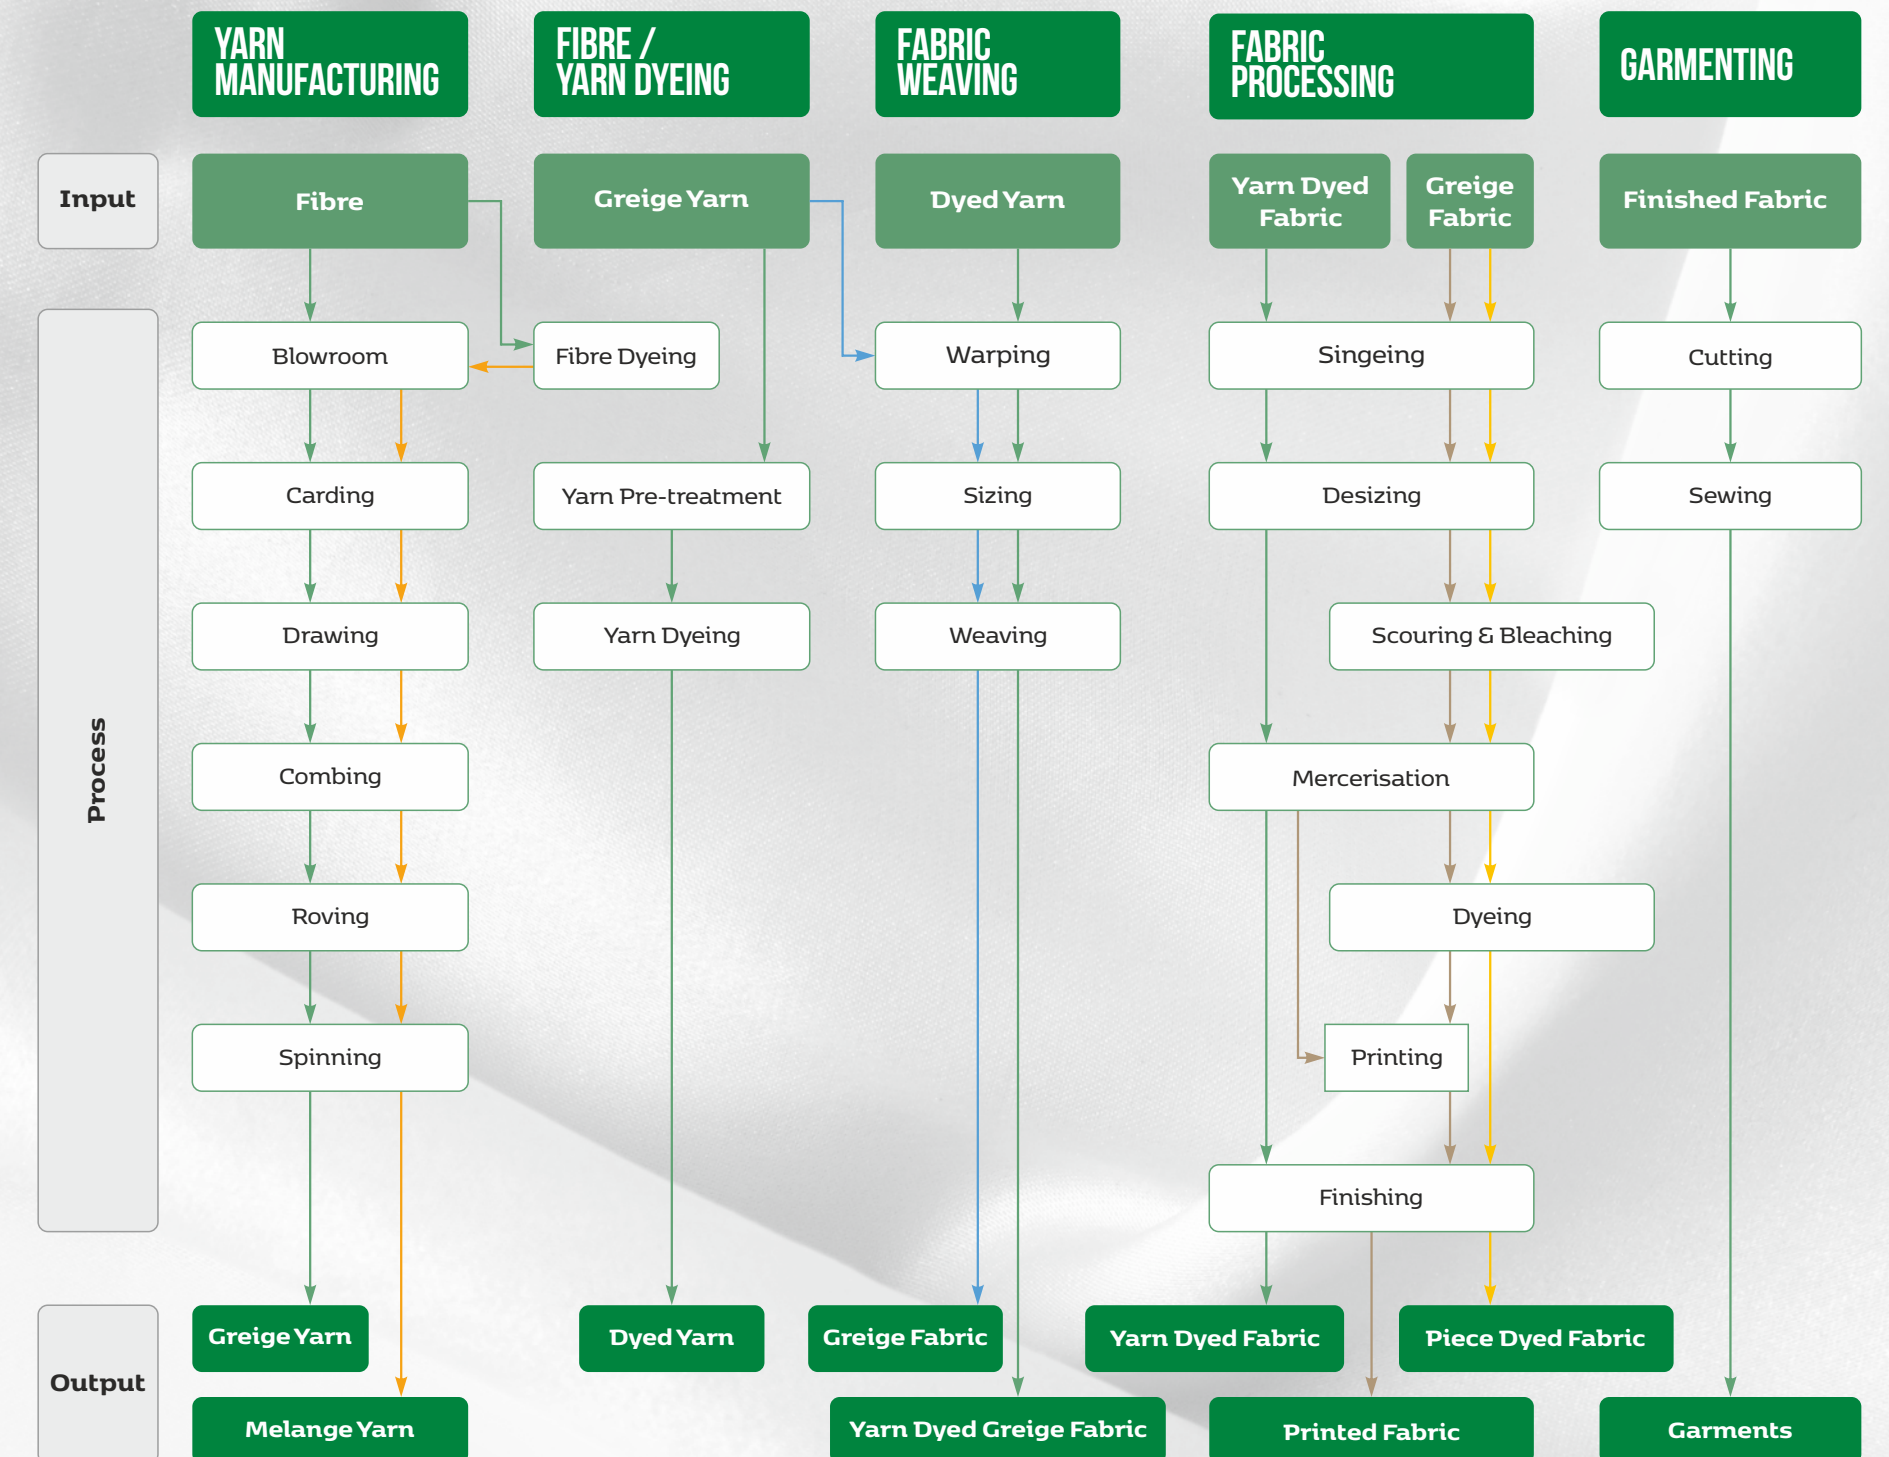 YARN
MANUFACTURING
FIBRE /
YARN DYEING
FABRIC
WEAVING
FABRIC
PROCESSING
GARMENTING
Input
Fibre
Greige Yarn
Dyed Yarn
Yarn Dyed
Fabric
Greige
Fabric
Finished Fabric
Process
Blowroom
Fibre Dyeing
Warping
Singeing
Cutting
Carding
Yarn Pre-treatment
Sizing
Desizing
Sewing
Drawing
Yarn Dyeing
Weaving
Scouring & Bleaching
Combing
Mercerisation
Roving
Dyeing
Spinning
Printing
Finishing
Output
Greige Yarn
Dyed Yarn
Greige Fabric
Yarn Dyed Fabric
Piece Dyed Fabric
Melange Yarn
Yarn Dyed Greige Fabric
Printed Fabric
Garments